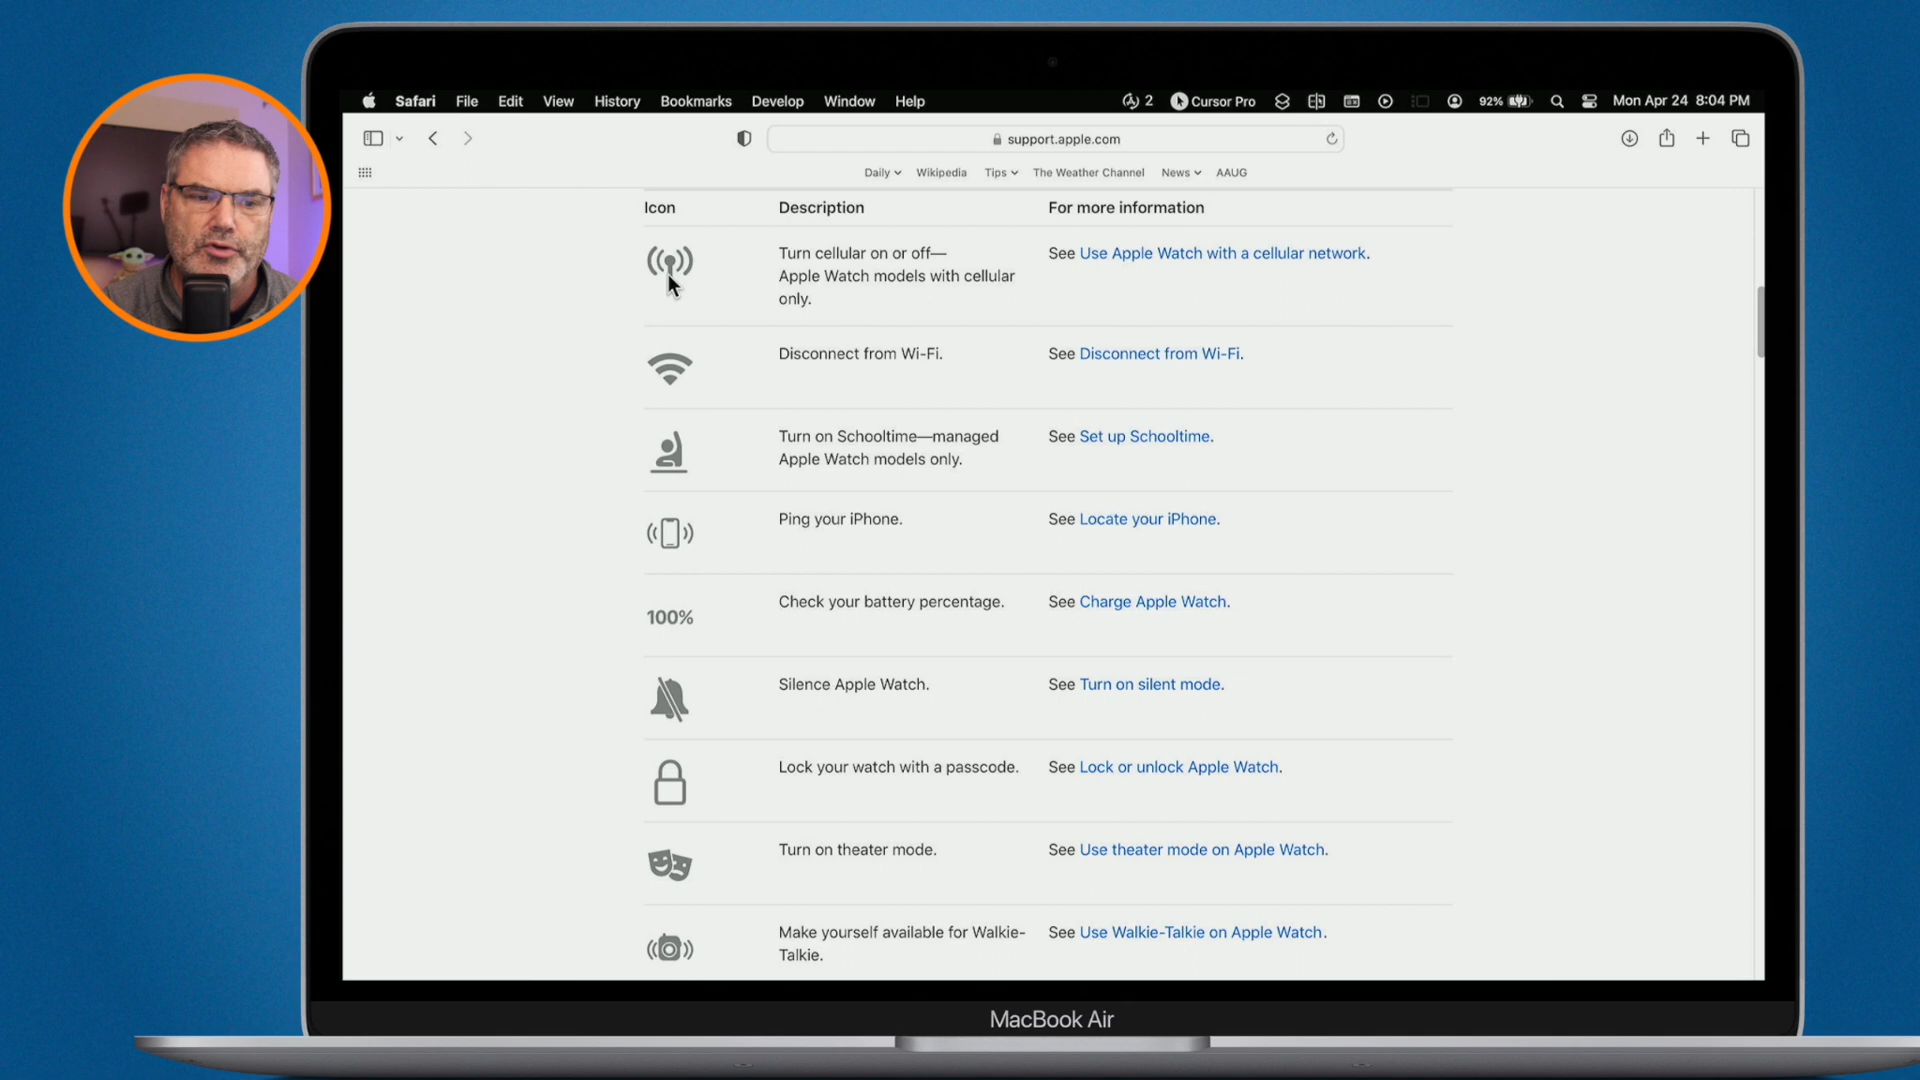 Safari File Edit View History Bookmarks Develop Window Help 2 Cursor Pro 92% Mon Apr 24 8:04 PM
support.apple.com
Daily Wikipedia Tips The Weather Channel News AAUG
Icon Description For more information
Turn cellular on or off— See Use Apple Watch with a cellular network.
Apple Watch models with cellular
only.
Disconnect from Wi-Fi. See Disconnect from Wi-Fi.
Turn on Schooltime—managed See Set up Schooltime.
Apple Watch models only.
Ping your iPhone. See Locate your iPhone.
100% Check your battery percentage. See Charge Apple Watch.
Silence Apple Watch. See Turn on silent mode.
Lock your watch with a passcode. See Lock or unlock Apple Watch.
Turn on theater mode. See Use theater mode on Apple Watch.
Make yourself available for Walkie- See Use Walkie-Talkie on Apple Watch.
Talkie.
MacBook Air